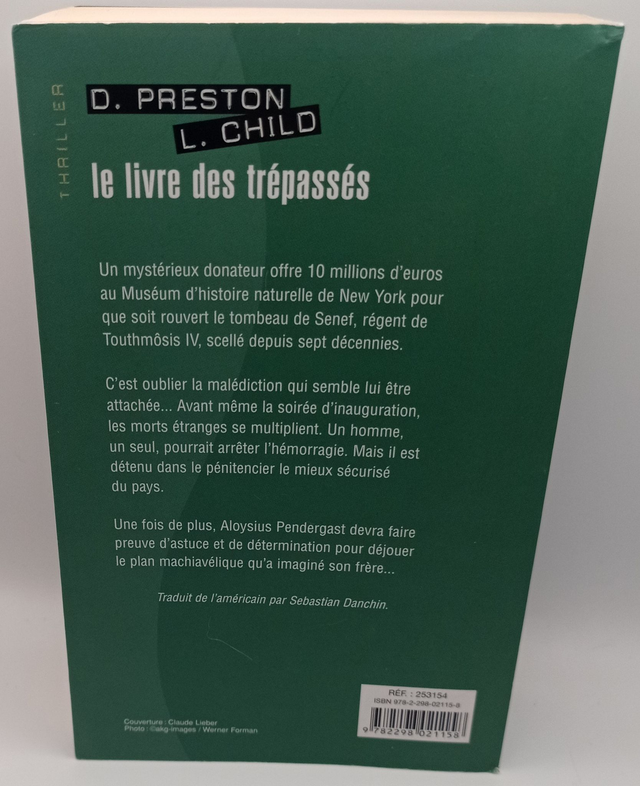 THRILLER
D. PRESTON
L. CHILD
le livre des trépassés
Un mystérieux donateur offre 10 millions d'euros
au Muséum d'histoire naturelle de New York pour
que soit rouvert le tombeau de Senef, régent de
Touthmôsis IV, scellé depuis sept décennies.
C'est oublier la malédiction qui semble lui être
attachée... Avant même la soirée d'inauguration,
les morts étranges se multiplient. Un homme,
un seul, pourrait arrêter l'hémorragie. Mais il est
détenu dans le pénitencier le mieux sécurisé
du pays.
Une fois de plus, Aloysius Pendergast devra faire
preuve d'astuce et de détermination pour déjouer
le plan machiavélique qu'a imaginé son frère...
Traduit de l'américain par Sebastian Danchin.
RÉF. : 253154
ISBN 978-2-298-02115-8
9 782298 021158
Couverture : Claude Lieber
Photo : ©akg-images / Werner Forman